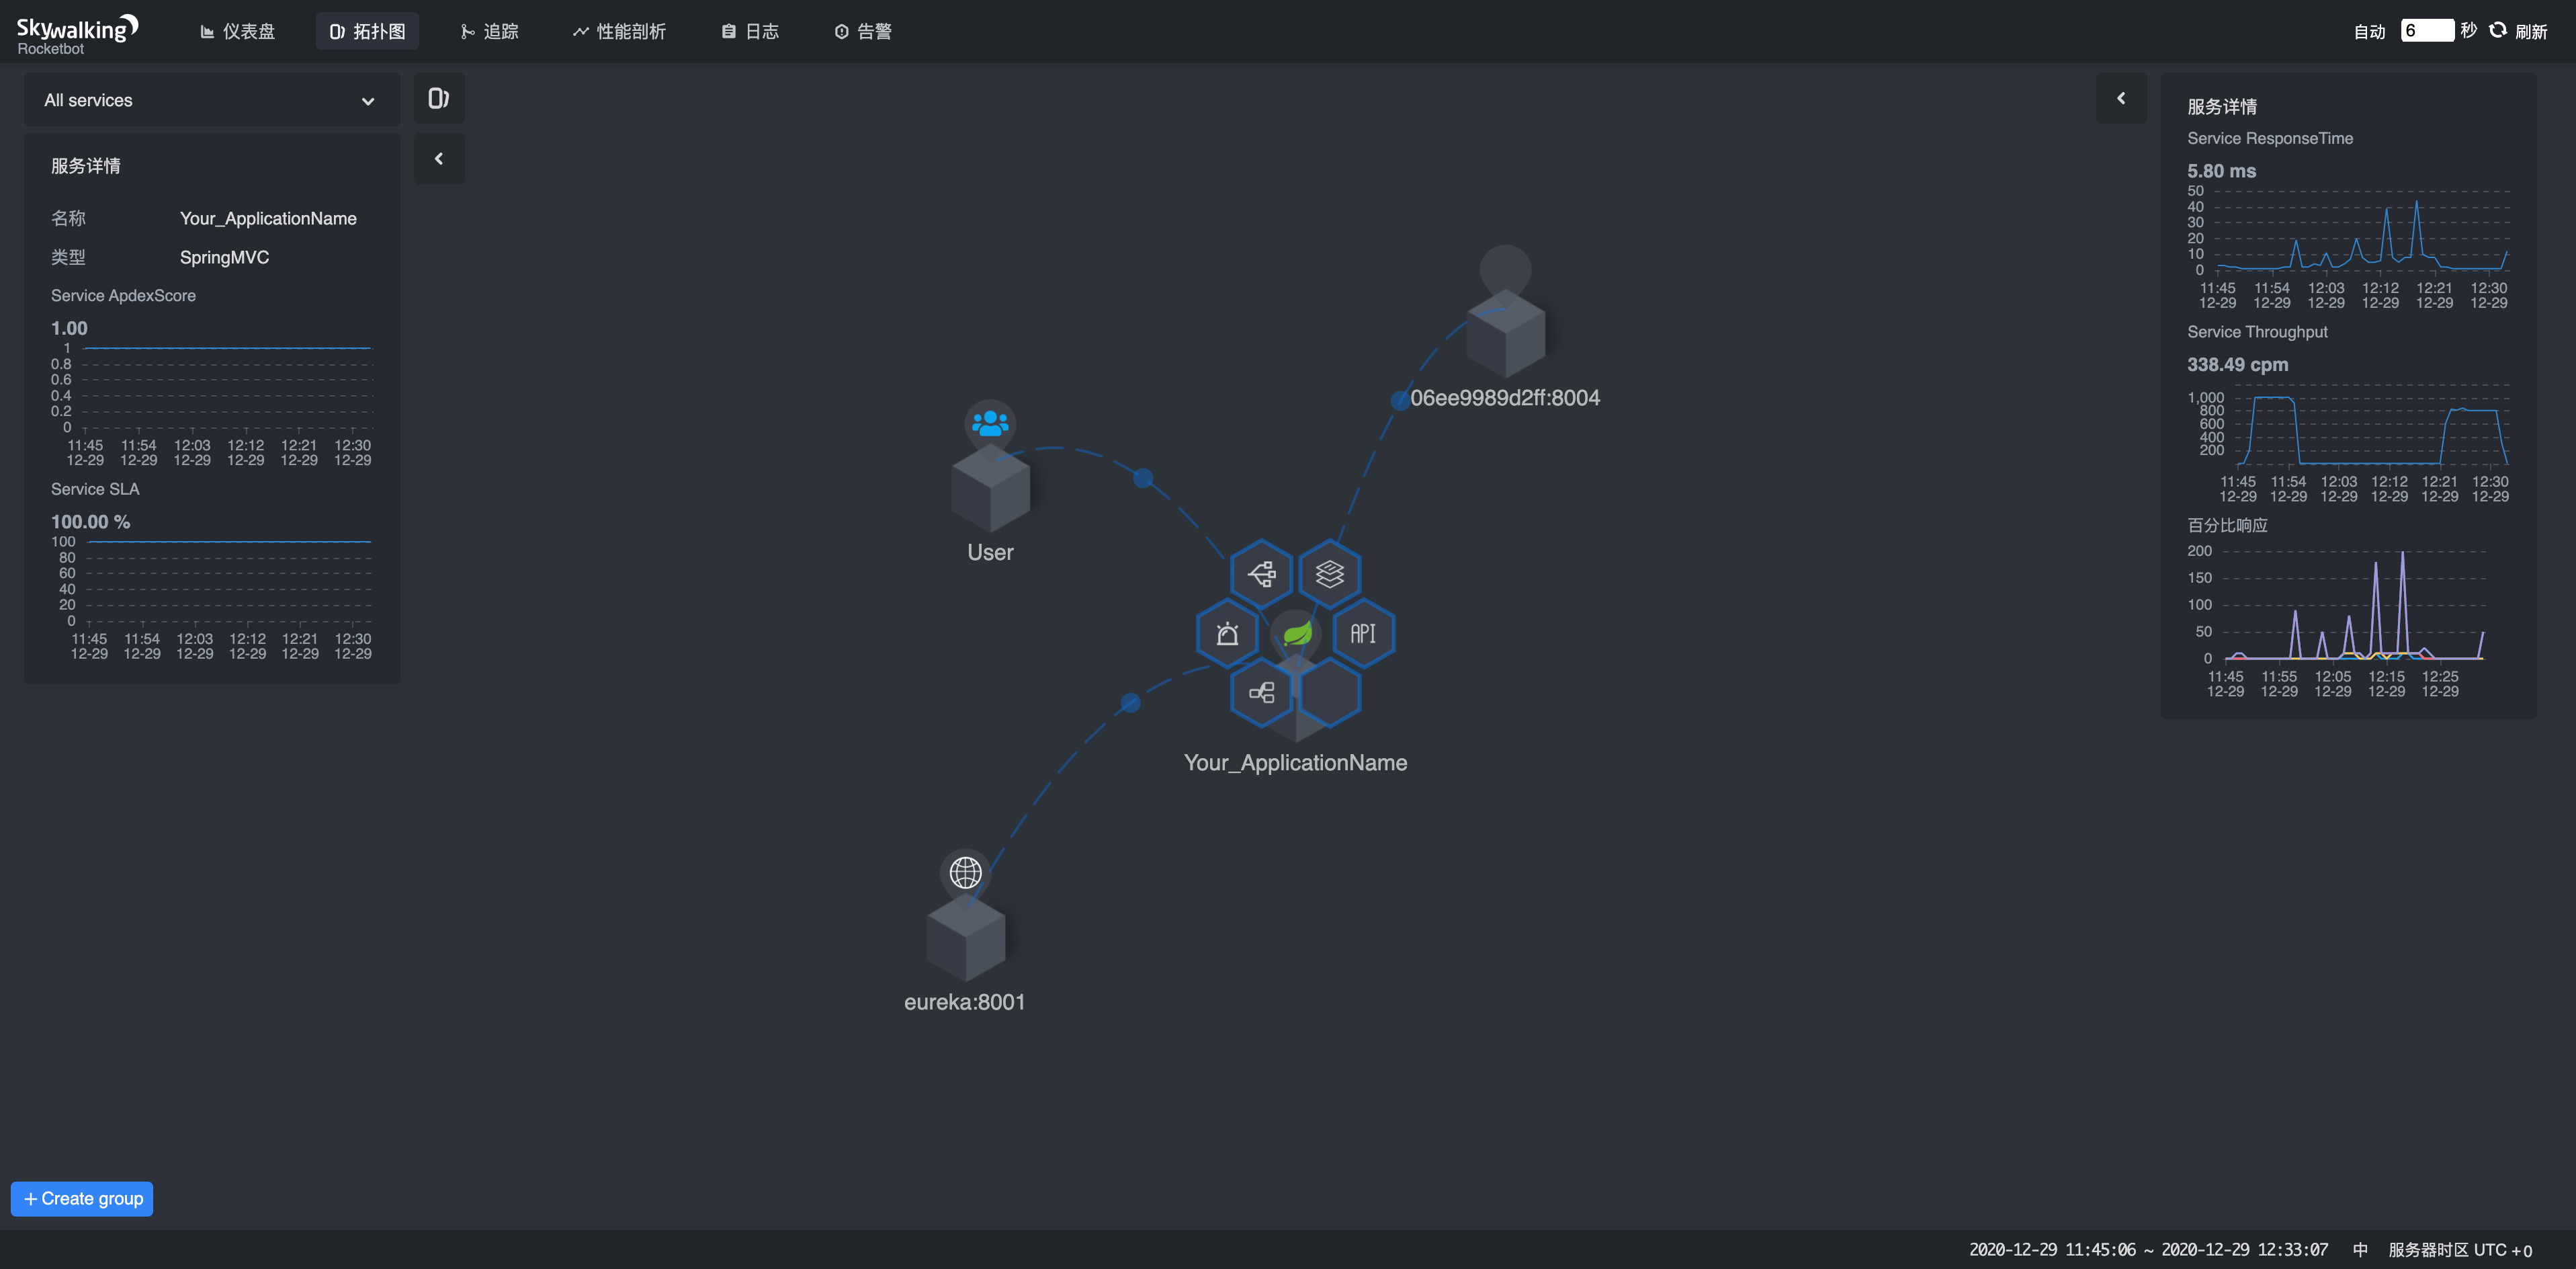 Skywalking
Rocketbot
仪表盘
拓扑图
追踪
性能剖析
日志
告警
自动 6 秒 刷新
All services
服务详情
名称 Your_ApplicationName
类型 SpringMVC
Service ApdexScore
1.00
1
0.8
0.6
0.4
0.2
0
11:45 11:54 12:03 12:12 12:21 12:30
12-29 12-29 12-29 12-29 12-29 12-29
Service SLA
100.00 %
100
80
60
40
20
0
11:45 11:54 12:03 12:12 12:21 12:30
12-29 12-29 12-29 12-29 12-29 12-29
06ee9989d2ff:8004
User
API
Your_ApplicationName
eureka:8001
服务详情
Service ResponseTime
5.80 ms
50
40
30
20
10
0
11:45 11:54 12:03 12:12 12:21 12:30
12-29 12-29 12-29 12-29 12-29 12-29
Service Throughput
338.49 cpm
1,000
800
600
400
200
11:45 11:54 12:03 12:12 12:21 12:30
12-29 12-29 12-29 12-29 12-29 12-29
百分比响应
200
150
100
50
0
11:45 11:55 12:05 12:15 12:25
12-29 12-29 12-29 12-29 12-29
+ Create group
2020-12-29 11:45:06 ~ 2020-12-29 12:33:07 中 服务器时区 UTC +0